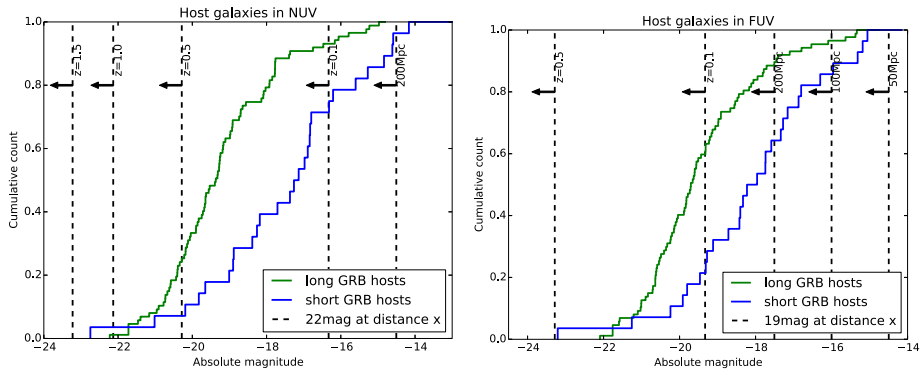 Host galaxies in NUV
1.0
0.8
0.6
0.4
0.2
0.0
Cumulative count
z=1.5
z=1.0
z=0.5
z=0.1
200Mpc
long GRB hosts
short GRB hosts
22mag at distance x
−24
−22
−20
−18
−16
−14
Absolute magnitude
Host galaxies in FUV
1.0
0.8
0.6
0.4
0.2
0.0
Cumulative count
z=0.5
z=0.1
200Mpc
100Mpc
50Mpc
long GRB hosts
short GRB hosts
19mag at distance x
−24
−22
−20
−18
−16
−14
Absolute magnitude